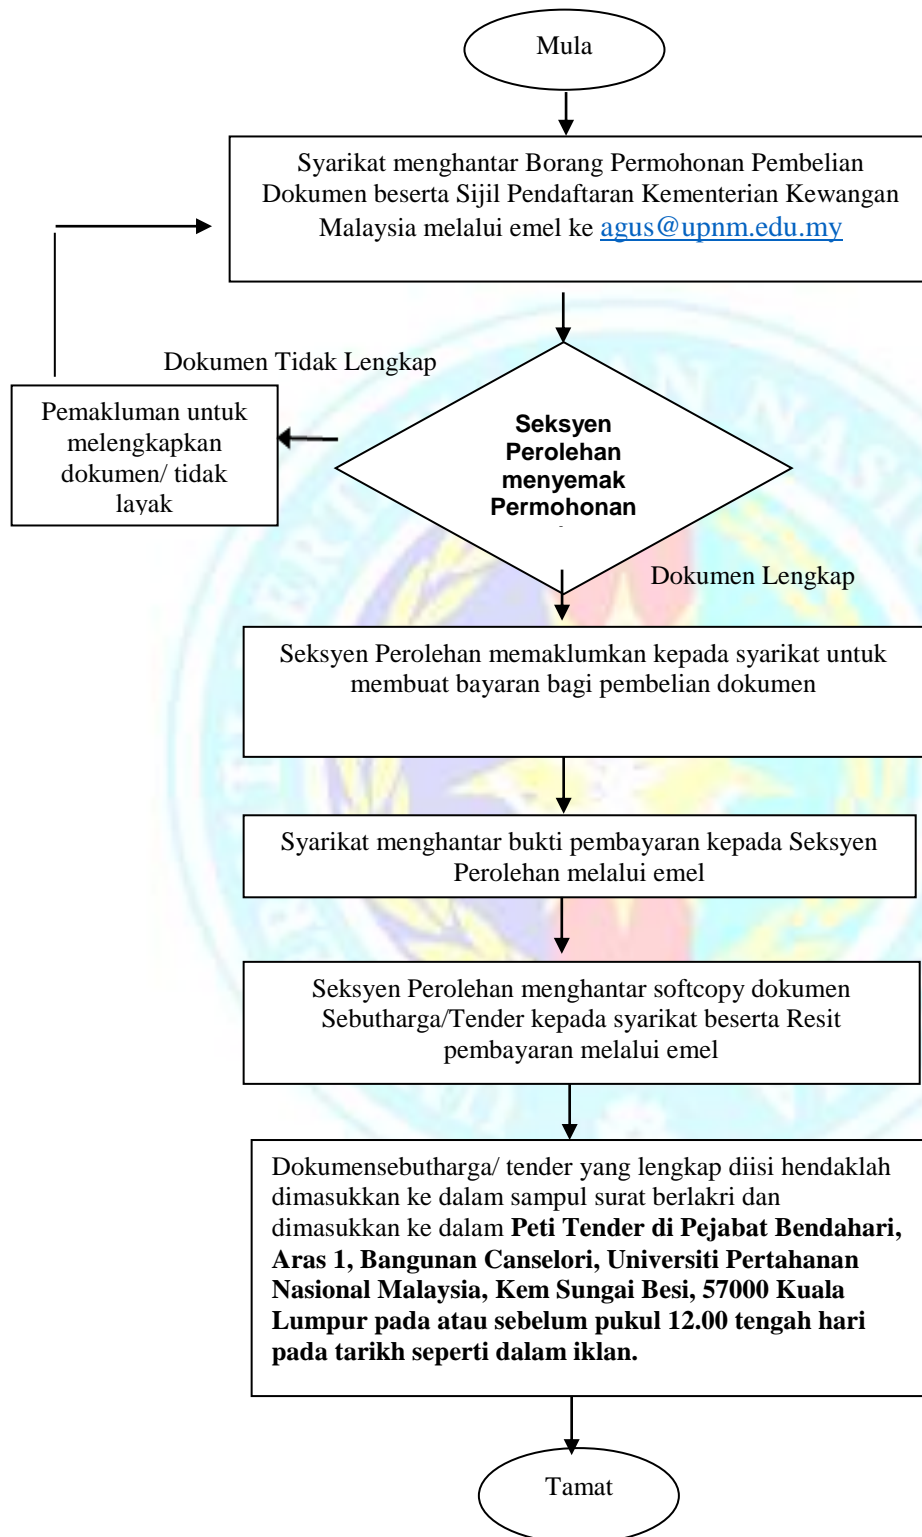 Mula
Syarikat menghantar Borang Permohonan Pembelian
Dokumen beserta Sijil Pendaftaran Kementerian Kewangan
Malaysia melalui emel ke agus@upnm.edu.my
Dokumen Tidak Lengkap
Pemakluman untuk
melengkapkan
dokumen/ tidak
layak
Seksyen
Perolehan
menyemak
Permohonan
Dokumen Lengkap
Seksyen Perolehan memaklumkan kepada syarikat untuk
membuat bayaran bagi pembelian dokumen
Syarikat menghantar bukti pembayaran kepada Seksyen
Perolehan melalui emel
Seksyen Perolehan menghantar softcopy dokumen
Sebutharga/Tender kepada syarikat beserta Resit
pembayaran melalui emel
Dokumensebutharga/ tender yang lengkap diisi hendaklah
dimasukkan ke dalam sampul surat berlakri dan
dimasukkan ke dalam Peti Tender di Pejabat Bendahari,
Aras 1, Bangunan Canselori, Universiti Pertahanan
Nasional Malaysia, Kem Sungai Besi, 57000 Kuala
Lumpur pada atau sebelum pukul 12.00 tengah hari
pada tarikh seperti dalam iklan.
Tamat